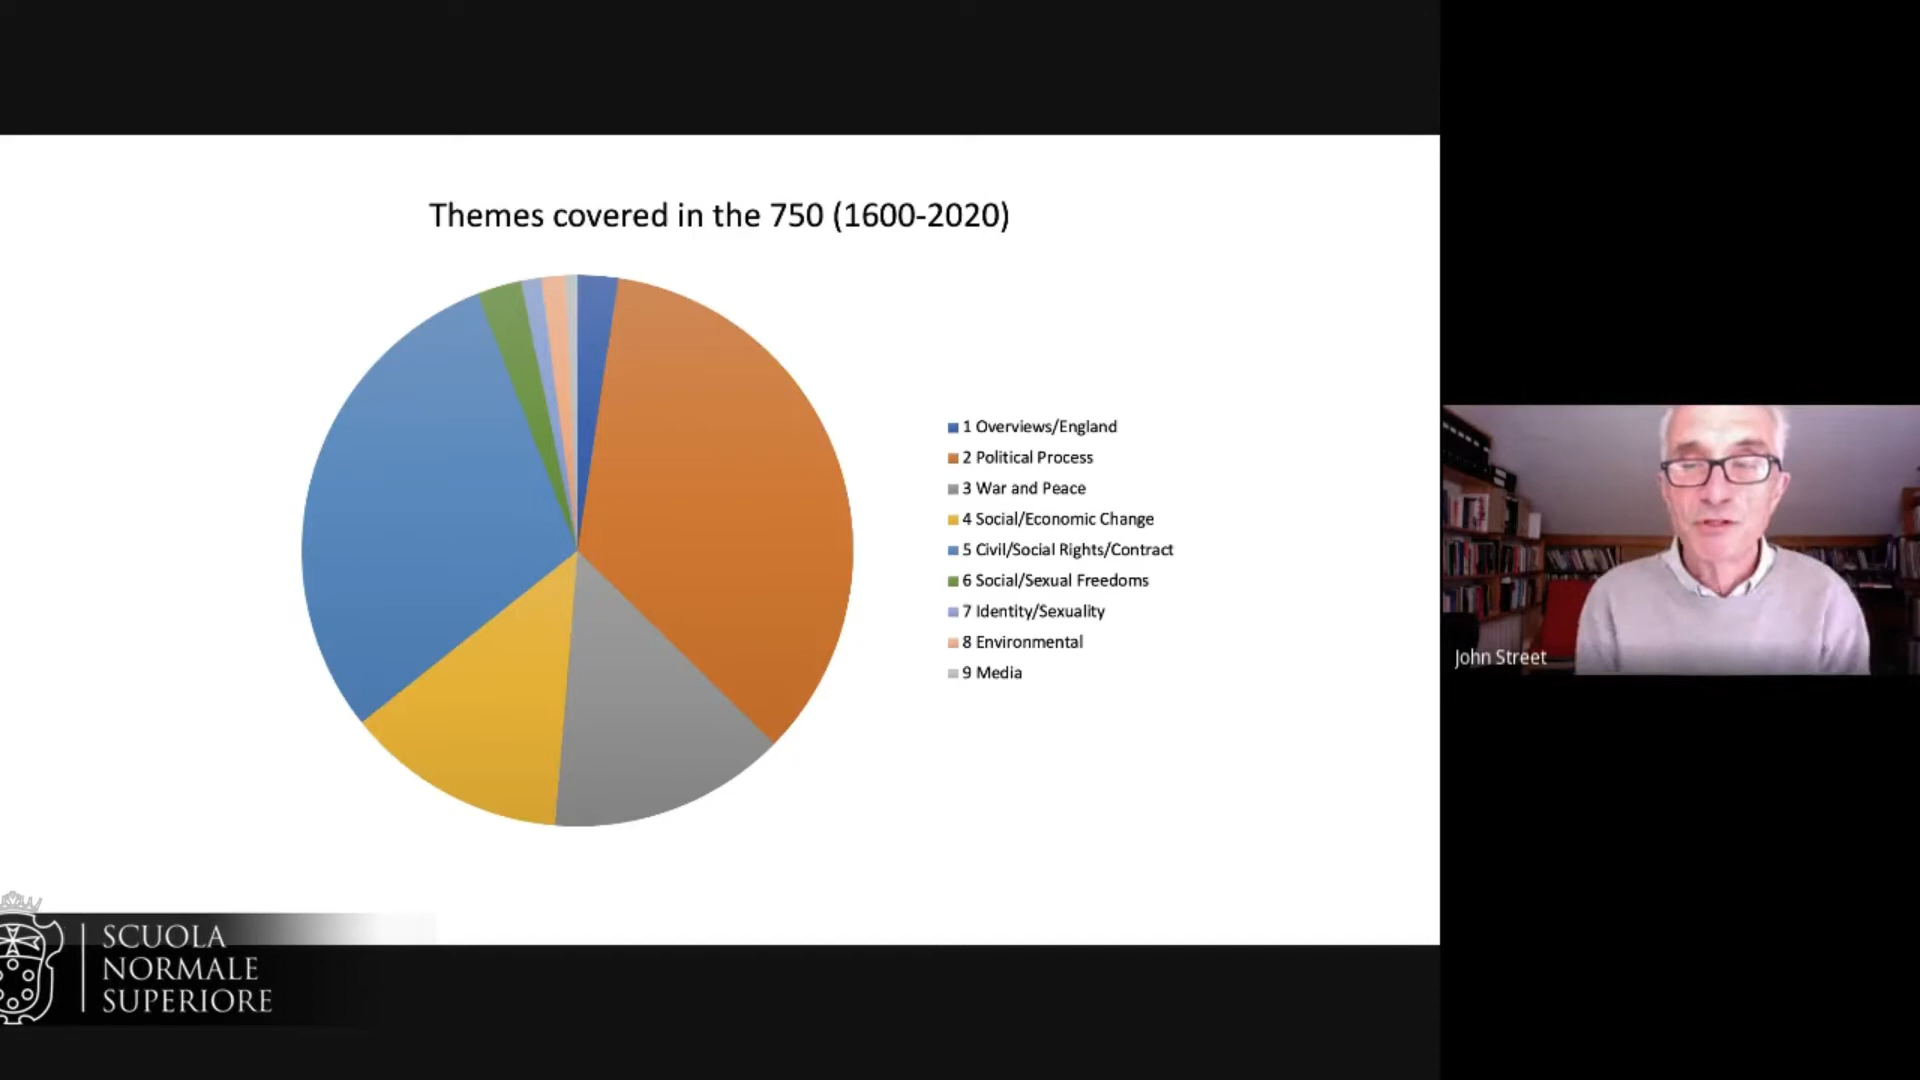 Themes covered in the 750 (1600-2020)
1 Overviews/England
2 Political Process
3 War and Peace
4 Social/Economic Change
5 Civil/Social Rights/Contract
6 Social/Sexual Freedoms
7 Identity/Sexuality
8 Environmental
9 Media
John Street
SCUOLA
NORMALE
SUPERIORE